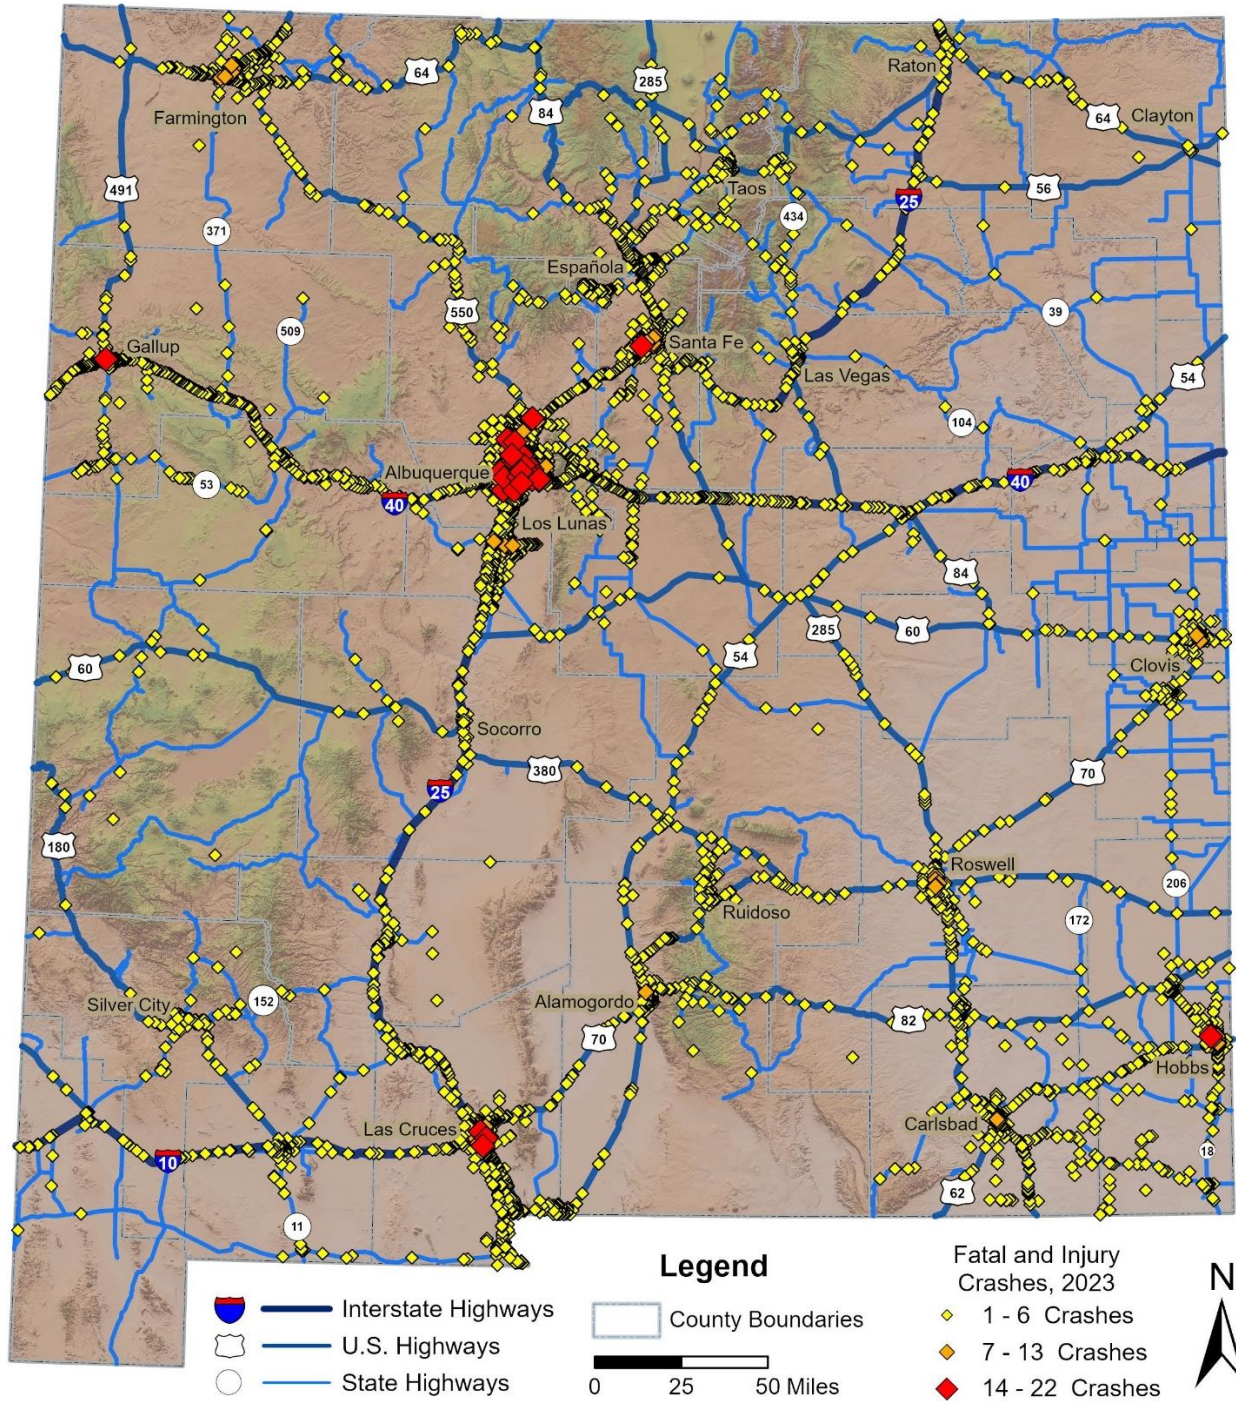 Raton
64
285
84
64
Clayton
Farmington
Taos
491
56
25
434
371
Española
550
39
509
Santa Fe
Gallup
Las Vegas
54
104
Albuquerque
53
40
40
Los Lunas
84
285
60
54
60
Clovis
Socorro
380
70
25
180
Roswell
206
Ruidoso
172
Silver City
152
Alamogordo
82
70
Hobbs
Las Cruces
Carlsbad
18
10
62
11
Legend
Interstate Highways
U.S. Highways
State Highways
County Boundaries
0 25 50 Miles
Fatal and Injury
Crashes, 2023
1 - 6 Crashes
7 - 13 Crashes
14 - 22 Crashes
N